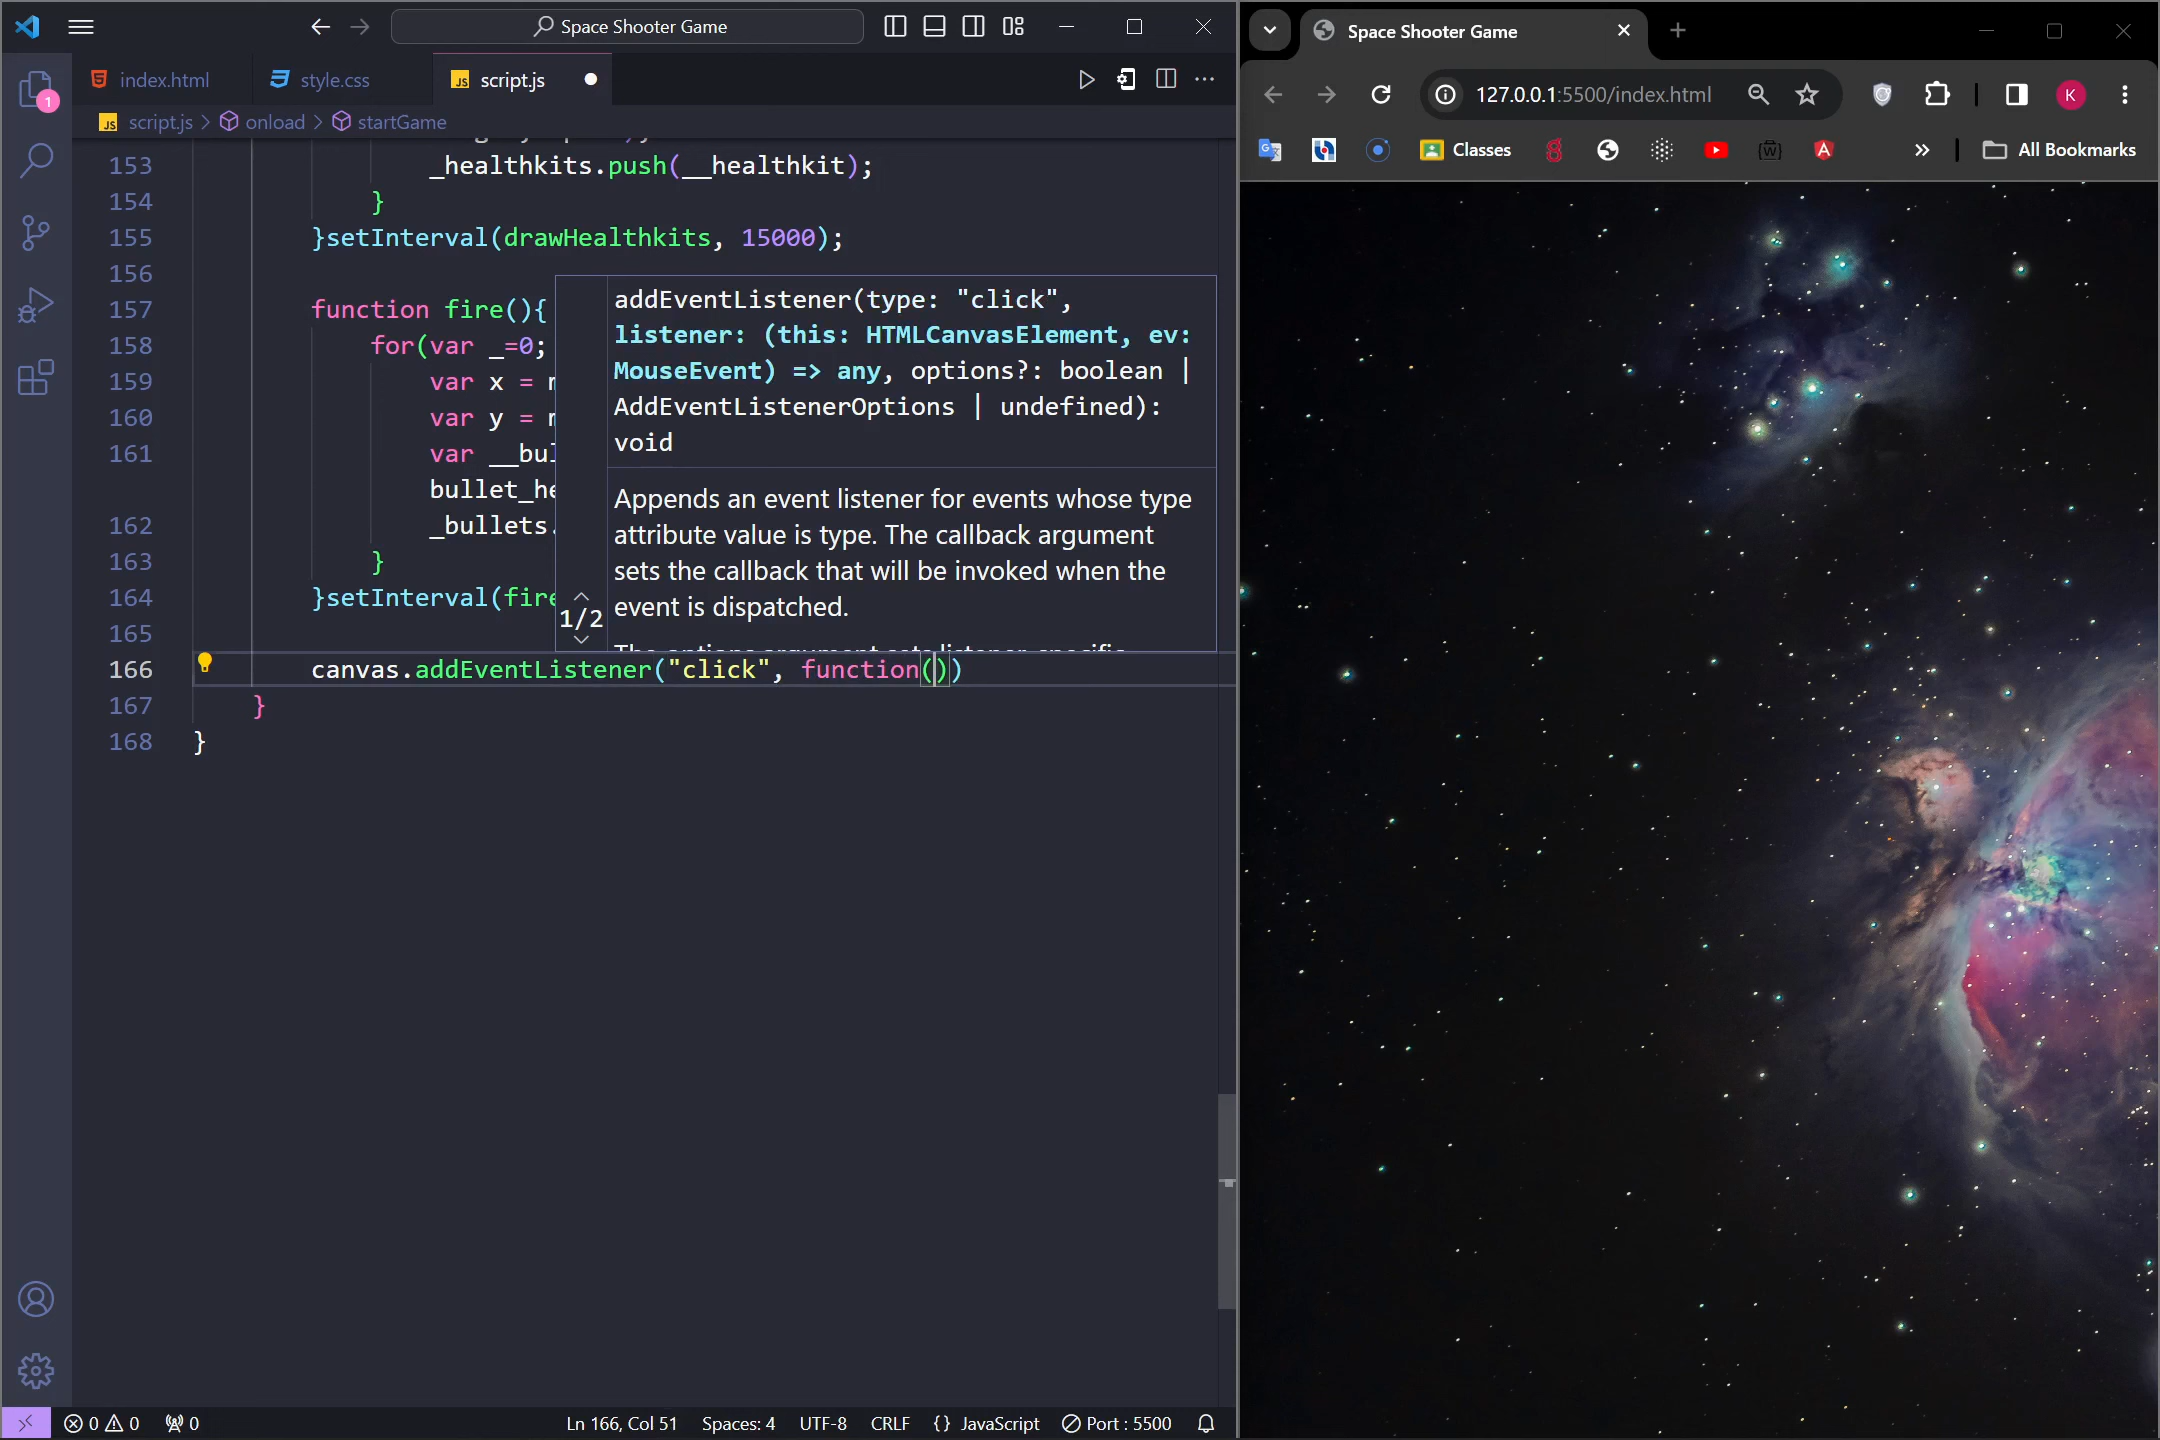 Space Shooter Game
index.html
style.css
script.js
script.js > onload > startGame
153 _healthkits.push(__healthkit);
154 }
155 }setInterval(drawHealthkits, 15000);
156
157 function fire(){
158 for(var _=0;
159 var x =
160 var y =
161 var
bullet
162 _bullets.
163 }
164 }setInterval(fire
165
166 canvas.addEventListener("click", function())
167 }
168 }
addEventListener(type: "click",
listener: (this: HTMLCanvasElement, ev:
MouseEvent) => any, options?: boolean |
AddEventListenerOptions | undefined):
void
Appends an event listener for events whose type
attribute value is type. The callback argument
sets the callback that will be invoked when the
event is dispatched.
1/2
1
0 0 0
Ln 166, Col 51 Spaces: 4 UTF-8 CRLF {} JavaScript Port : 5500
Space Shooter Game
127.0.0.1:5500/index.html
K
Classes
All Bookmarks